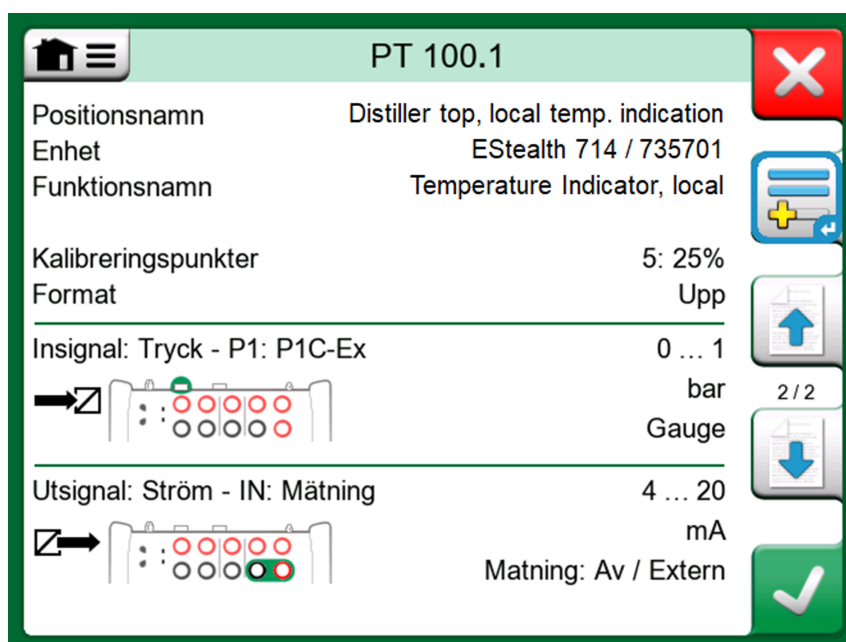 PT 100.1
Positionsnamn Distiller top, local temp. indication
Enhet EStealth 714 / 735701
Funktionsnamn Temperature Indicator, local
Kalibreringspunkter 5: 25%
Format Upp
Insignal: Tryck - P1: P1C-Ex 0 ... 1
bar
2 / 2
Gauge
Utsignal: Ström - IN: Mätning 4 ... 20
mA
Matning: Av / Extern